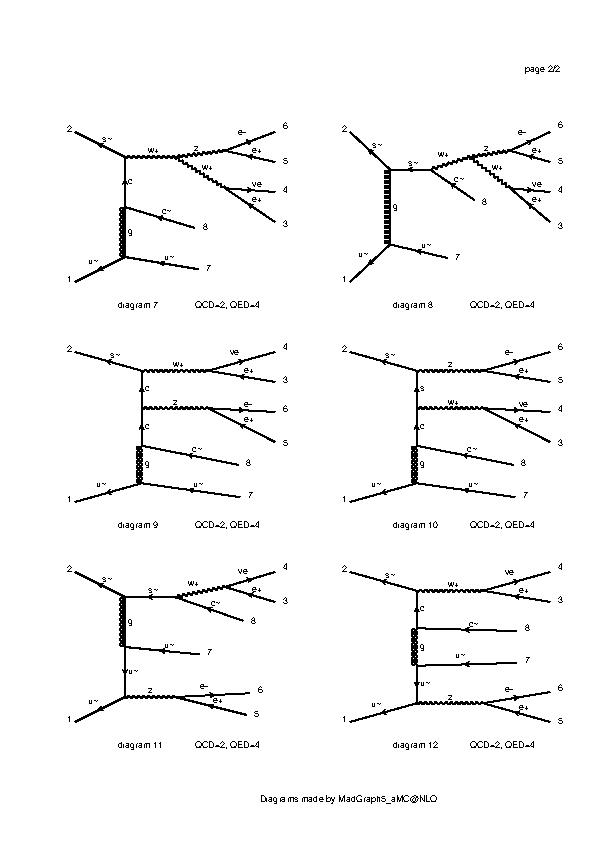 page 2/2
2 s~ w+ z e- 6
e+ 5
w+ ve 4
e+ 3
c
c~ 8
g
u~ u~ 7
1
diagram 7 QCD=2, QED=4
2 s~ s~ w+ z e- 6
e+ 5
c~ 8
w+ ve 4
e+ 3
g
u~ u~ 7
1
diagram 8 QCD=2, QED=4
2 s~ w+ ve 4
e+ 3
c
z e- 6
e+ 5
c
c~ 8
g
u~ u~ 7
1
diagram 9 QCD=2, QED=4
2 s~ z e- 6
e+ 5
s
w+ ve 4
e+ 3
c
c~ 8
g
u~ u~ 7
1
diagram 10 QCD=2, QED=4
2 s~ s~ w+ ve 4
e+ 3
c~ 8
g
u~ 7
u~
u~ z e- 6
e+ 5
1
diagram 11 QCD=2, QED=4
2 s~ w+ ve 4
e+ 3
c
c~ 8
g
u~ 7
u~
u~ z e- 6
e+ 5
1
diagram 12 QCD=2, QED=4
Diagrams made by MadGraph5_aMC@NLO